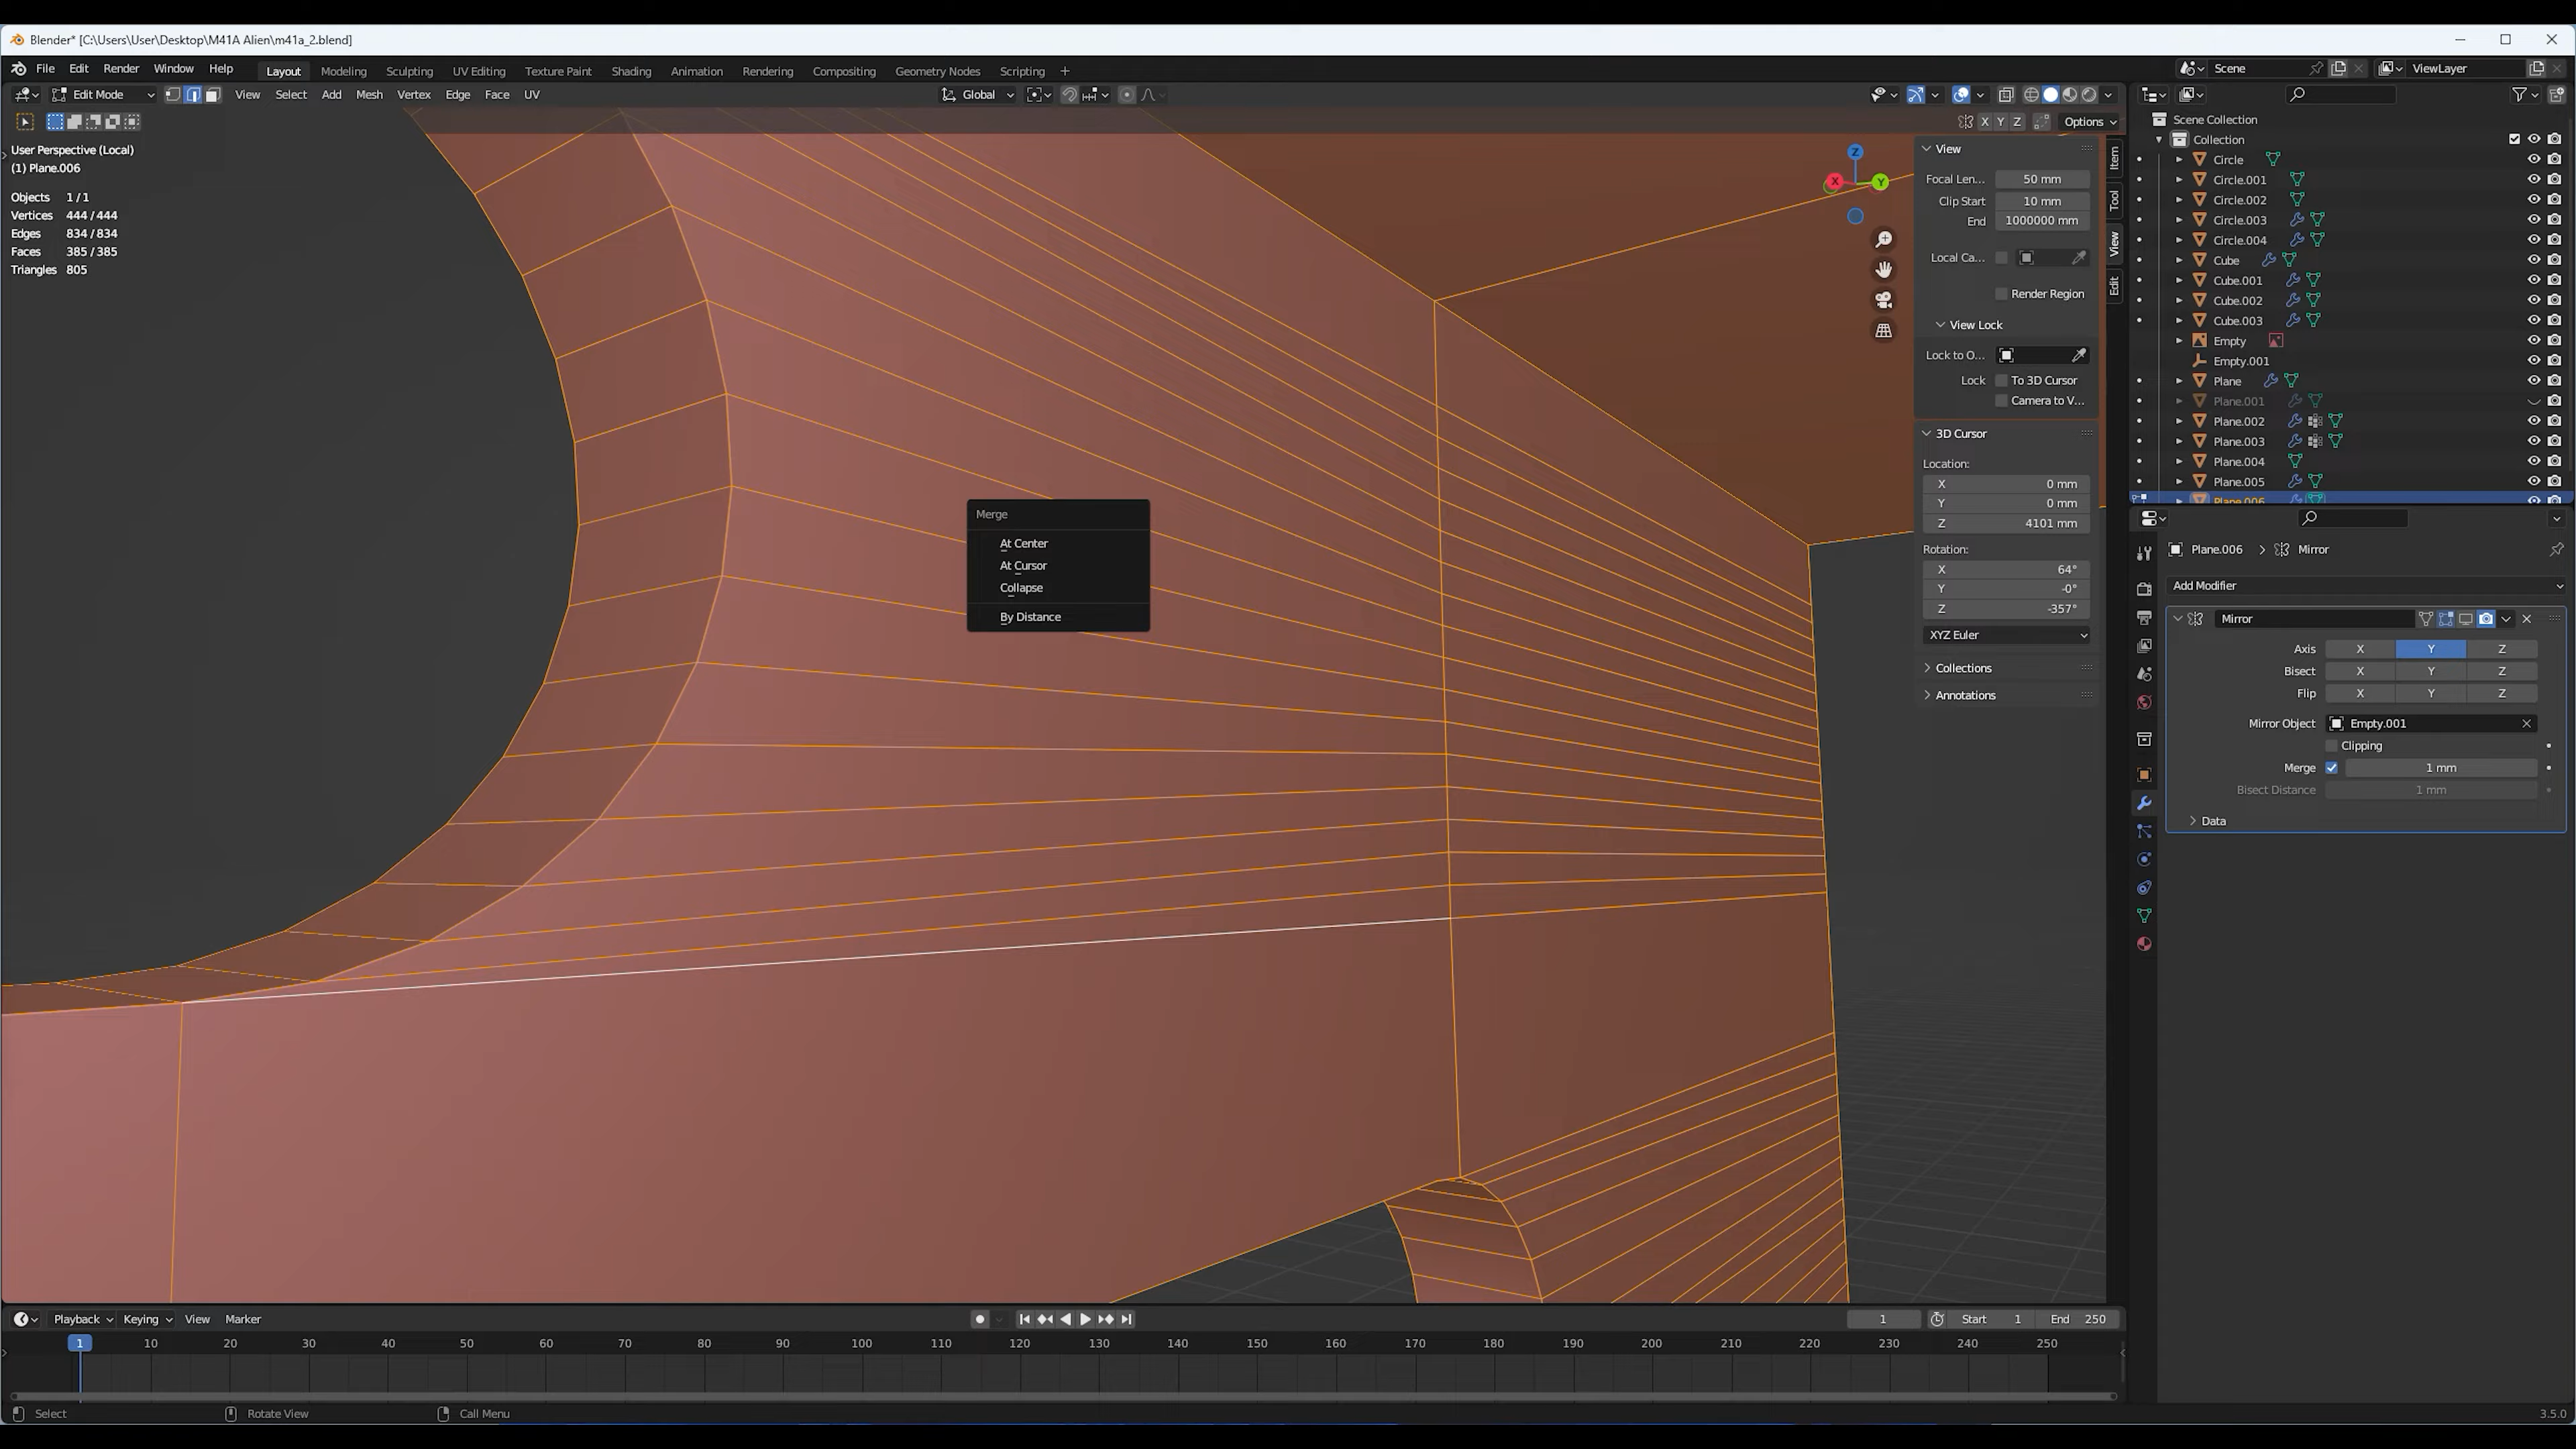 Blender* [C:\Users\User\Desktop\M41A Alien\m41a_2.blend]
File Edit Render Window Help Layout Modeling Sculpting UV Editing Texture Paint Shading Animation Rendering Compositing Geometry Nodes Scripting + Scene ViewLayer
Edit Mode View Select Add Mesh Vertex Edge Face UV Global
X Y Z Options
User Perspective (Local)
(1) Plane.006
Objects 1 / 1
Vertices 444 / 444
Edges 834 / 834
Faces 385 / 385
Triangles 805
Merge
At Center
At Cursor
Collapse
By Distance
Z
X
Y
View
Focal Len... 50 mm
Clip Start 10 mm
End 1000000 mm
Local Ca...
Render Region
View Lock
Lock to O...
Lock To 3D Cursor
Camera to V...
3D Cursor
Location:
X 0 mm
Y 0 mm
Z 4101 mm
Rotation:
X 64°
Y -0°
Z -357°
XYZ Euler
Collections
Annotations
Item
Tool
View
Edit
Scene Collection
Collection
Circle
Circle.001
Circle.002
Circle.003
Circle.004
Cube
Cube.001
Cube.002
Cube.003
Empty
Empty.001
Plane
Plane.001
Plane.002
Plane.003
Plane.004
Plane.005
Plane.006
Plane.006 > Mirror
Add Modifier
Mirror
Axis X Y Z
Bisect X Y Z
Flip X Y Z
Mirror Object Empty.001
Clipping
Merge 1 mm
Bisect Distance 1 mm
Data
Playback Keying View Marker 1 Start 1 End 250
1 10 20 30 40 50 60 70 80 90 100 110 120 130 140 150 160 170 180 190 200 210 220 230 240 250
Select Rotate View Call Menu 3.5.0